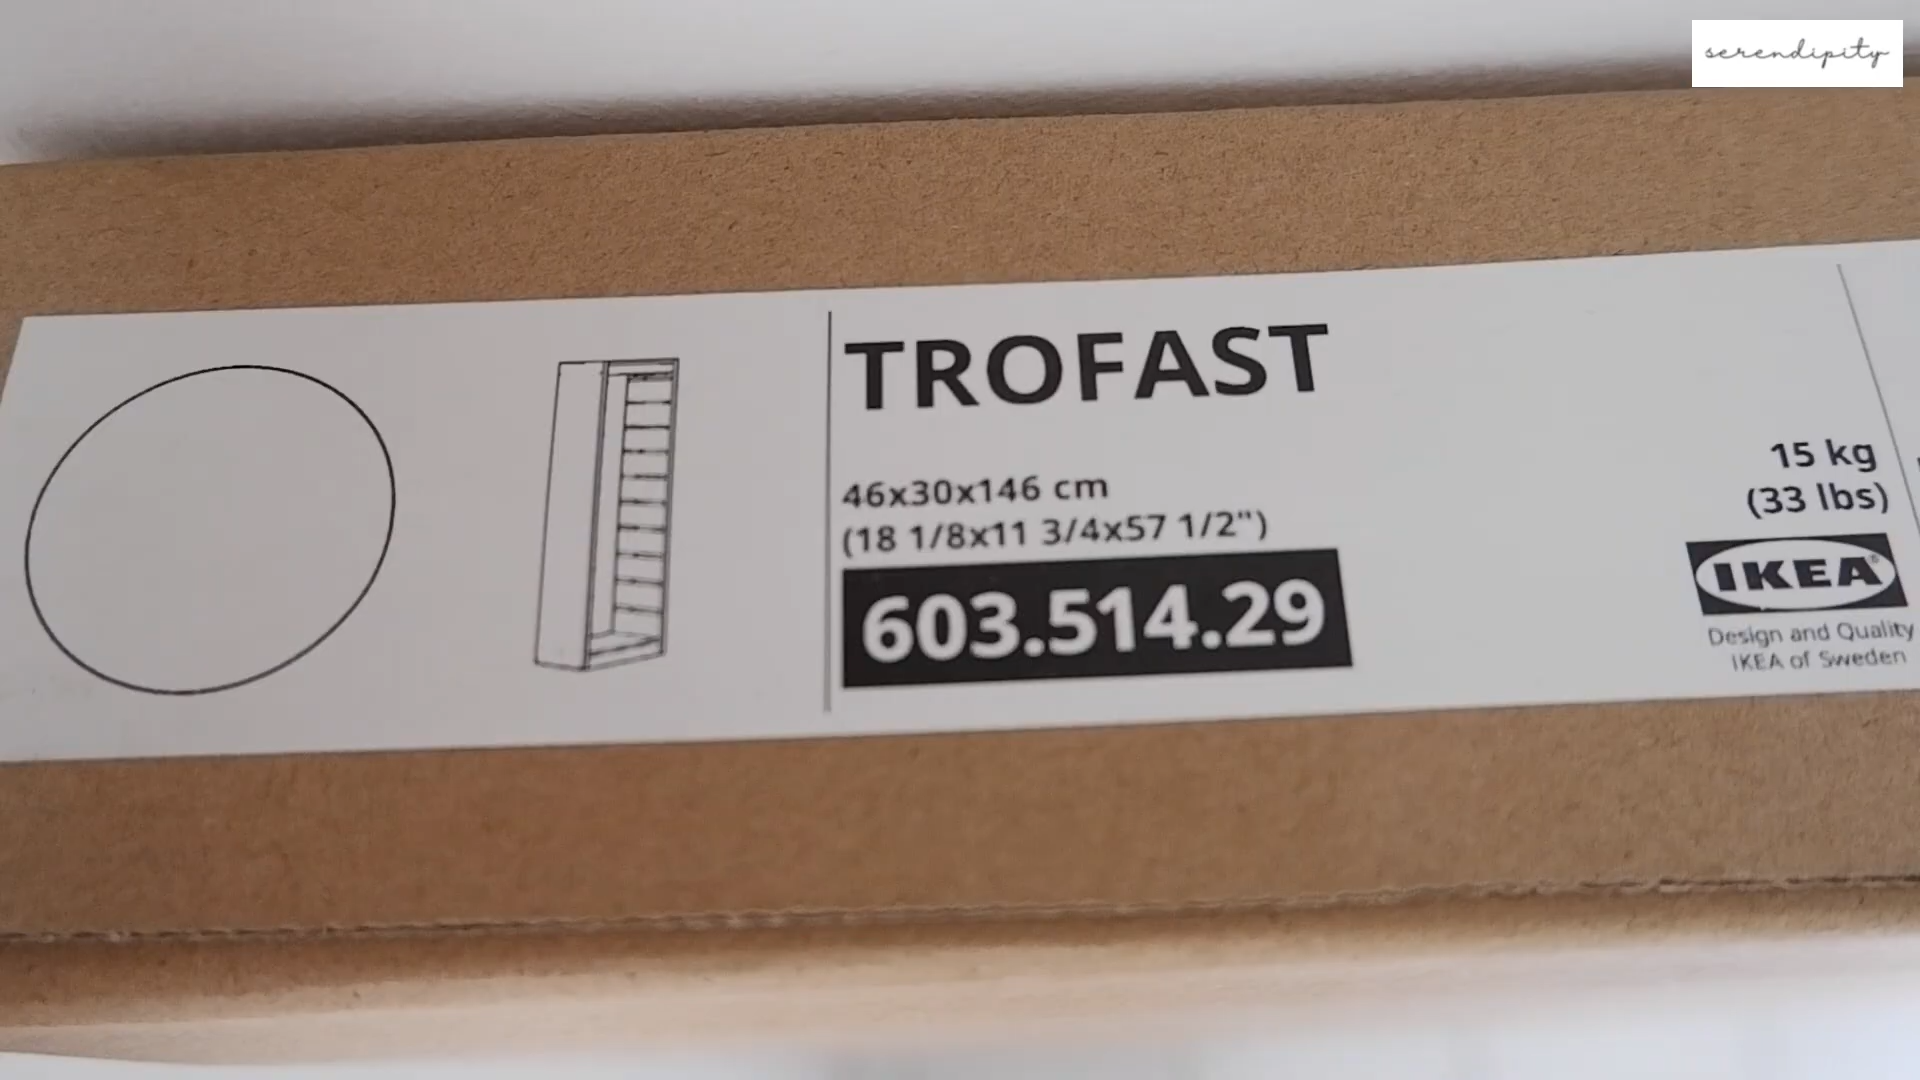 serendipity
TROFAST
46x30x146 cm
(18 1/8x11 3/4x57 1/2")
603.514.29
15 kg
(33 lbs)
IKEA®
Design and Quality
IKEA of Sweden